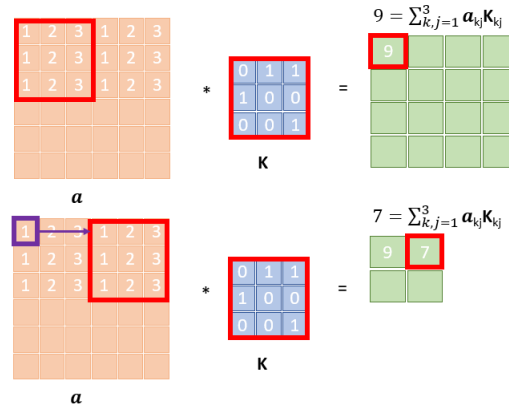 9 = ∑³ₖ,ⱼ₌₁ aₖⱼKₖⱼ
1 2 3 1 2 3 9
1 2 3 1 2 3 * 0 1 1 =
1 2 3 1 2 3 1 0 0
0 0 1
K
a
7 = ∑³ₖ,ⱼ₌₁ aₖⱼKₖⱼ
1 2 3 1 2 3 9 7
1 2 3 1 2 3 0 1 1
1 2 3 1 2 3 * 1 0 0 =
0 0 1
K
a